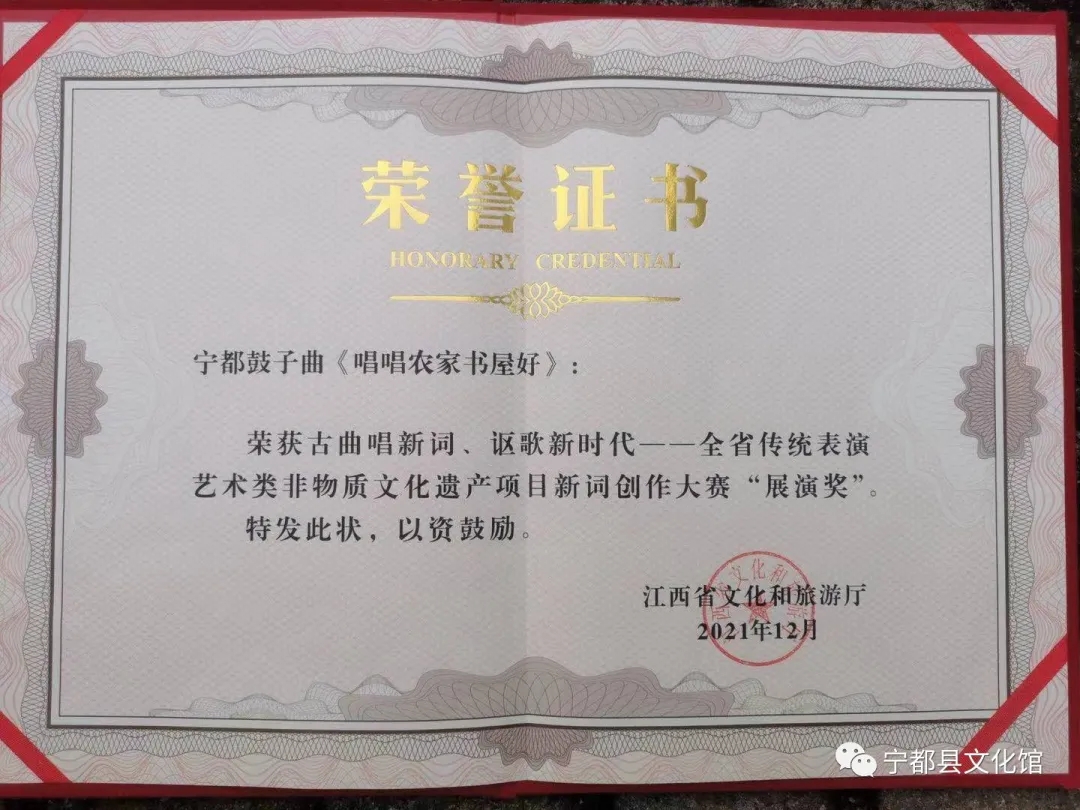 荣誉证书
HONORARY CREDENTIAL
宁都鼓子曲《唱唱农家书屋好》：
荣获古曲唱新词、讴歌新时代——全省传统表演
艺术类非物质文化遗产项目新词创作大赛“展演奖”。
特发此状，以资鼓励。
江西省文化和旅游厅
2021年12月
宁都县文化馆